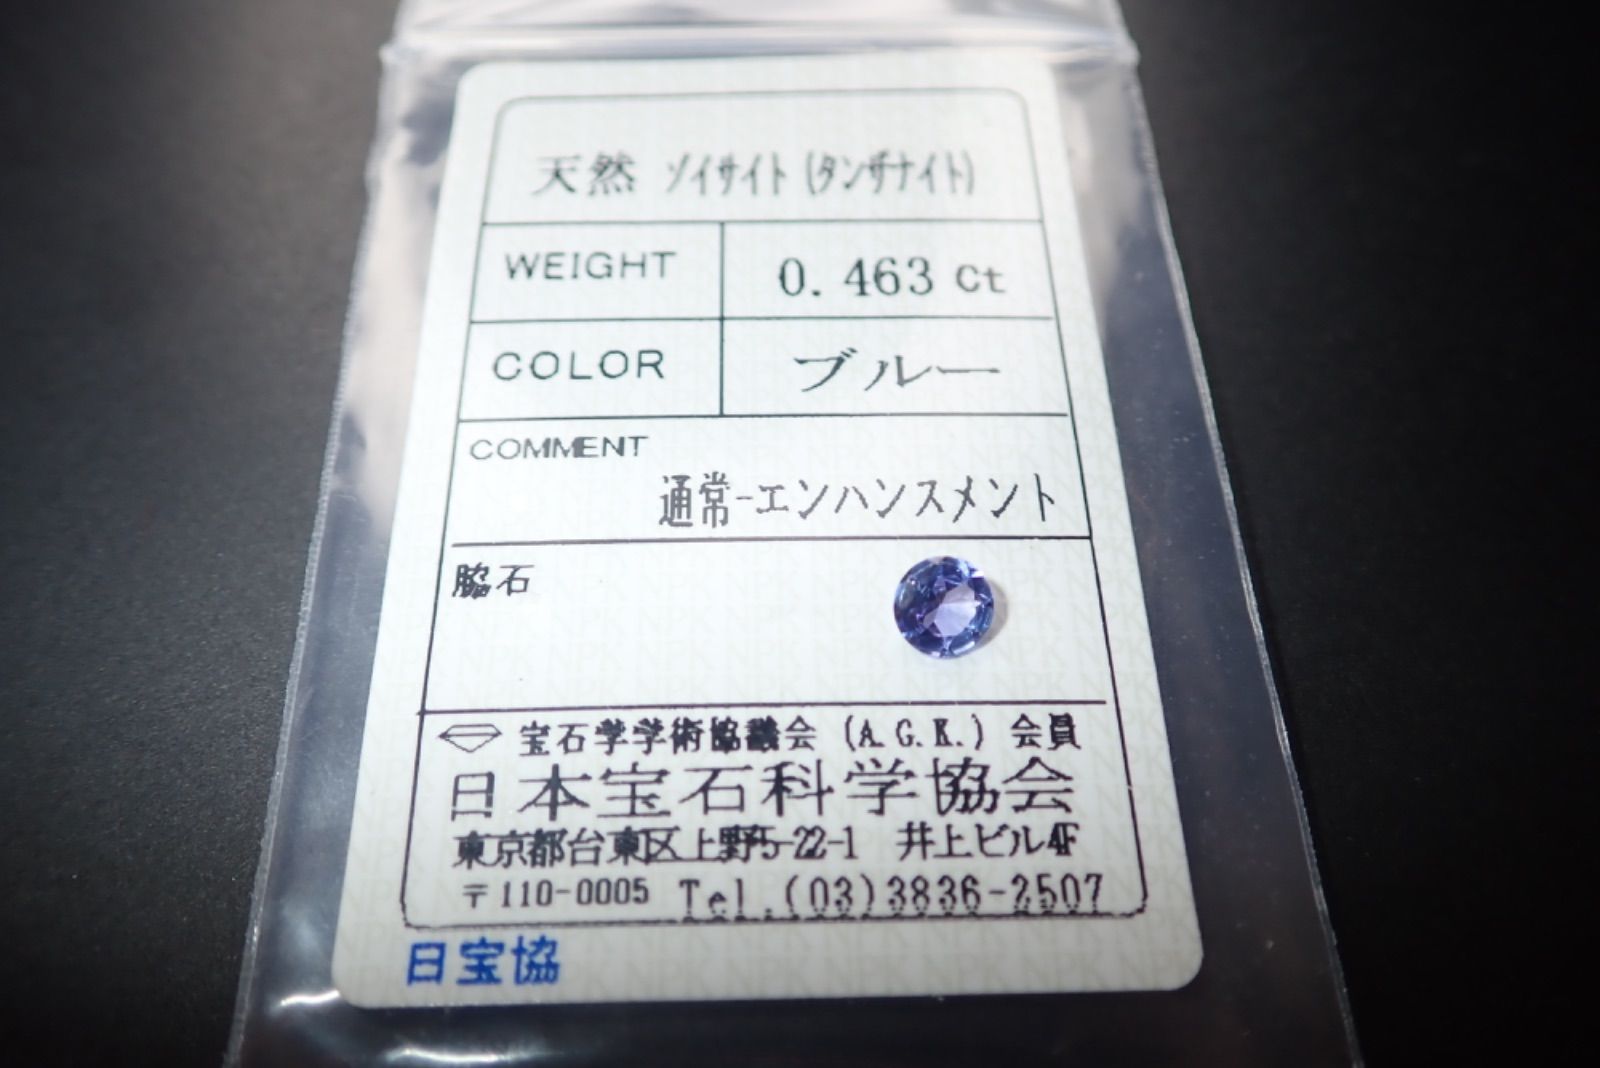 天然 ゾイサイト (タンザナイト)
WEIGHT 0.463 ct
COLOR ブルー
COMMENT
通常-エンハンスメント
脇石
宝石学学術協議会 (A.G.K.) 会員
日本宝石科学協会
東京都台東区上野5-22-1 井上ビル4F
〒110-0005 Tel.(03)3836-2507
日宝協